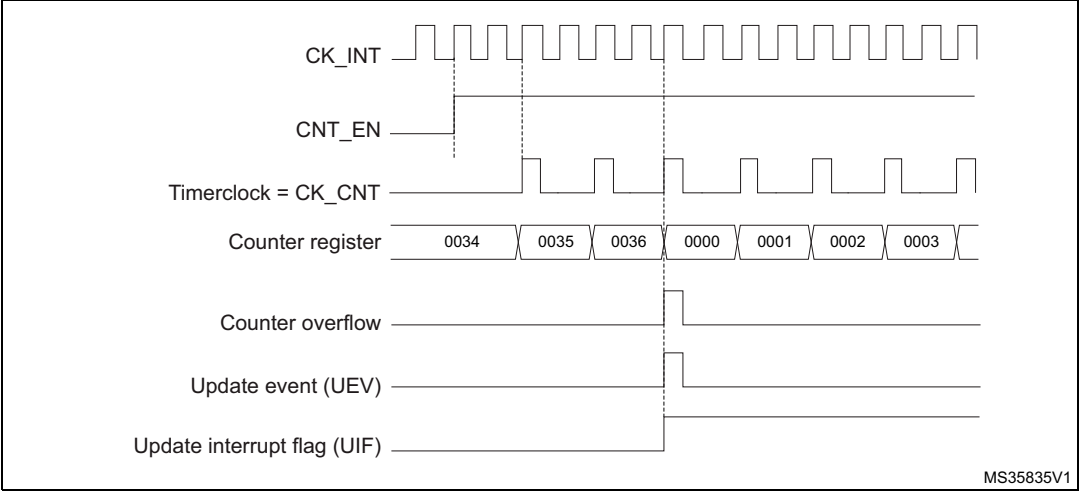 CK_INT
CNT_EN
Timerclock = CK_CNT
Counter register 0034 0035 0036 0000 0001 0002 0003
Counter overflow
Update event (UEV)
Update interrupt flag (UIF)
MS35835V1